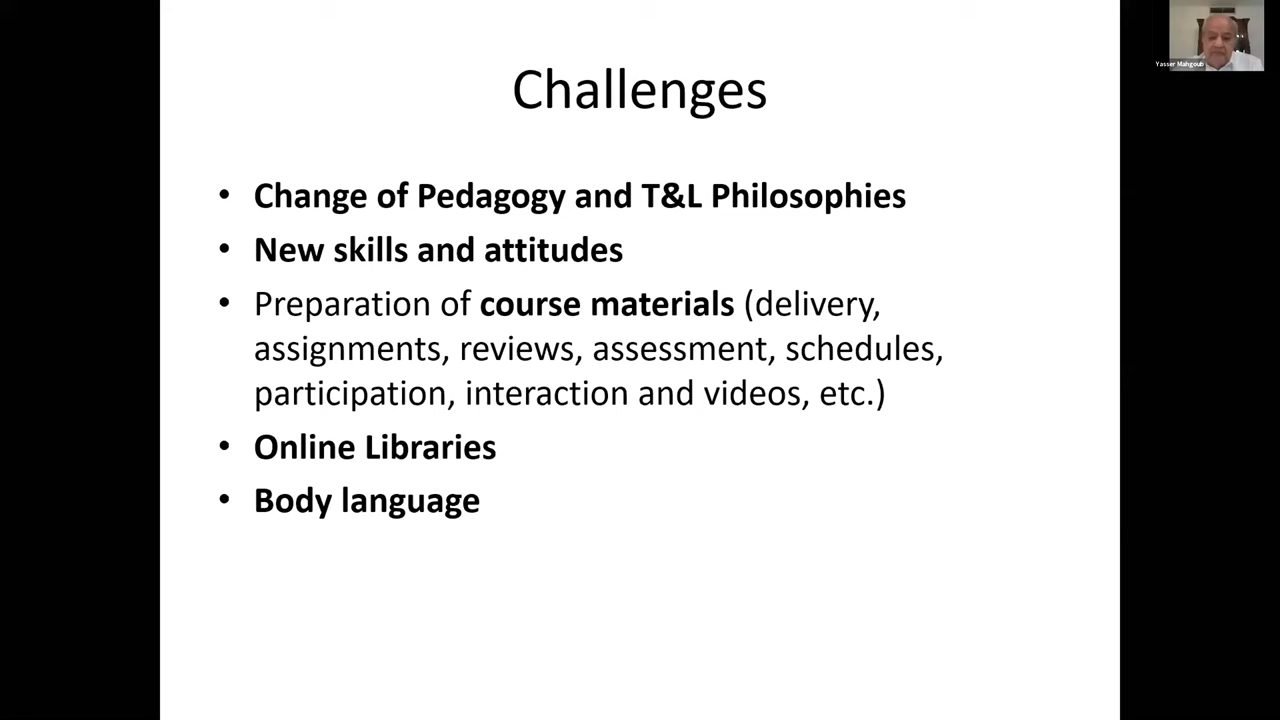 Challenges
• Change of Pedagogy and T&L Philosophies
• New skills and attitudes
• Preparation of course materials (delivery,
assignments, reviews, assessment, schedules,
participation, interaction and videos, etc.)
• Online Libraries
• Body language
Yasser Mahgoub